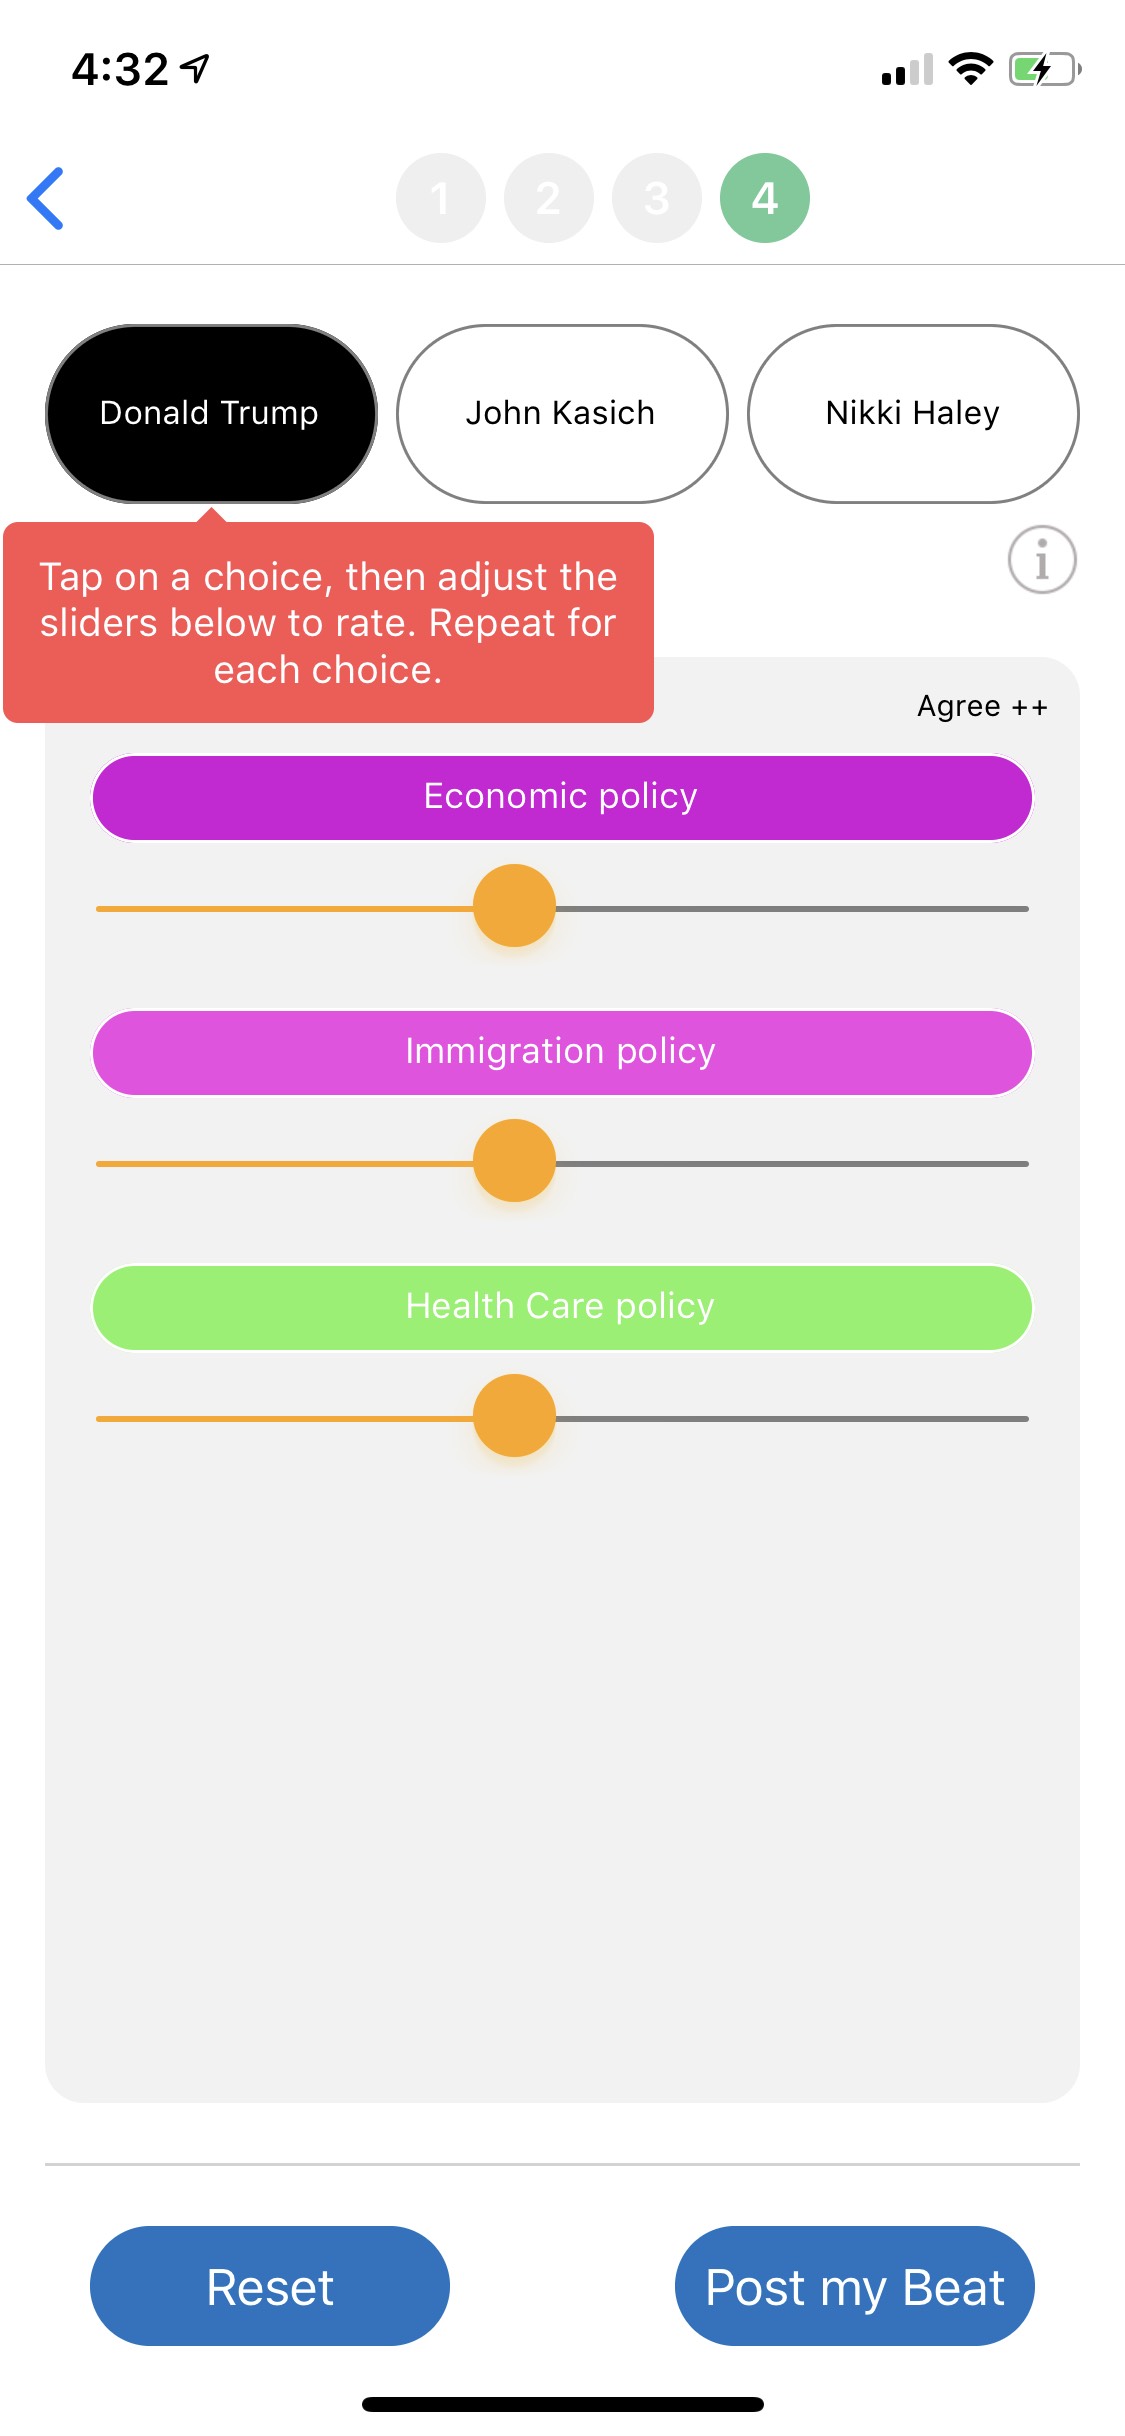 4:32
1 2 3 4
Donald Trump John Kasich Nikki Haley
Tap on a choice, then adjust the
sliders below to rate. Repeat for
each choice.
i
Agree ++
Economic policy
Immigration policy
Health Care policy
Reset Post my Beat